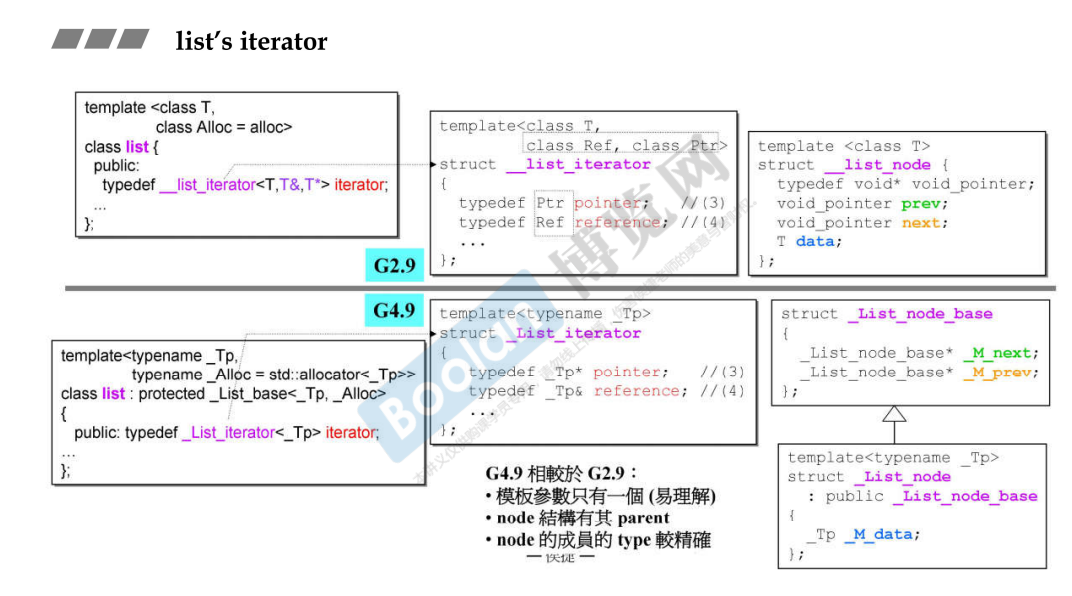 list's iterator
template <class T,
class Alloc = alloc>
class list {
public:
typedef __list_iterator<T,T&,T*> iterator;
...
};
template<class T,
class Ref, class Ptr>
struct __list_iterator
{
typedef Ptr pointer; //(3)
typedef Ref reference; //(4)
...
};
template <class T>
struct __list_node {
typedef void* void_pointer;
void_pointer prev;
void_pointer next;
T data;
};
G2.9
G4.9
template<typename _Tp,
typename _Alloc = std::allocator<_Tp>>
class list : protected _List_base<_Tp, _Alloc>
{
public: typedef _List_iterator<_Tp> iterator;
...
};
template<typename _Tp>
struct _List_iterator
{
typedef _Tp* pointer; //(3)
typedef _Tp& reference; //(4)
...
};
struct _List_node_base
{
_List_node_base* _M_next;
_List_node_base* _M_prev;
};
template<typename _Tp>
struct _List_node
: public _List_node_base
{
_Tp _M_data;
};
G4.9 相較於 G2.9：
• 模板參數只有一個 (易理解)
• node 結構有其 parent
• node 的成員的 type 較精確
— 侯捷 —
Boolan 博览网